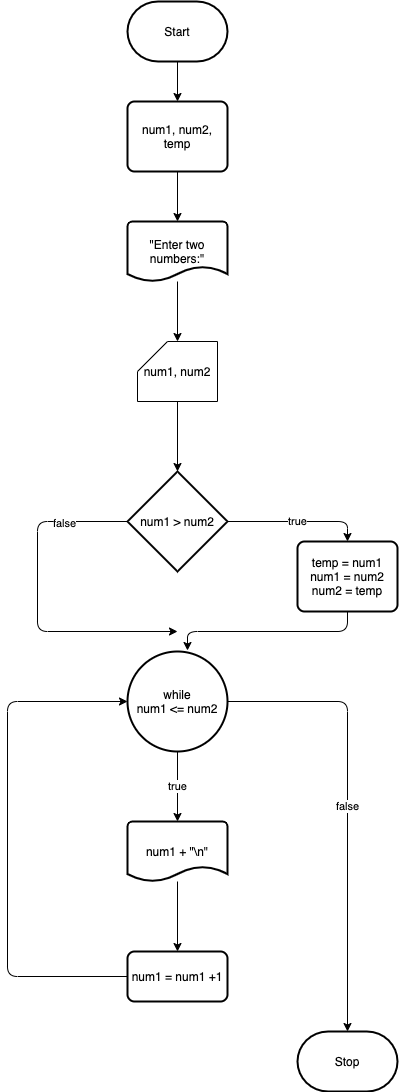 Start
num1, num2,
temp
"Enter two
numbers:"
num1, num2
num1 > num2
false
true
temp = num1
num1 = num2
num2 = temp
while
num1 <= num2
true
false
num1 + "\n"
num1 = num1 +1
Stop